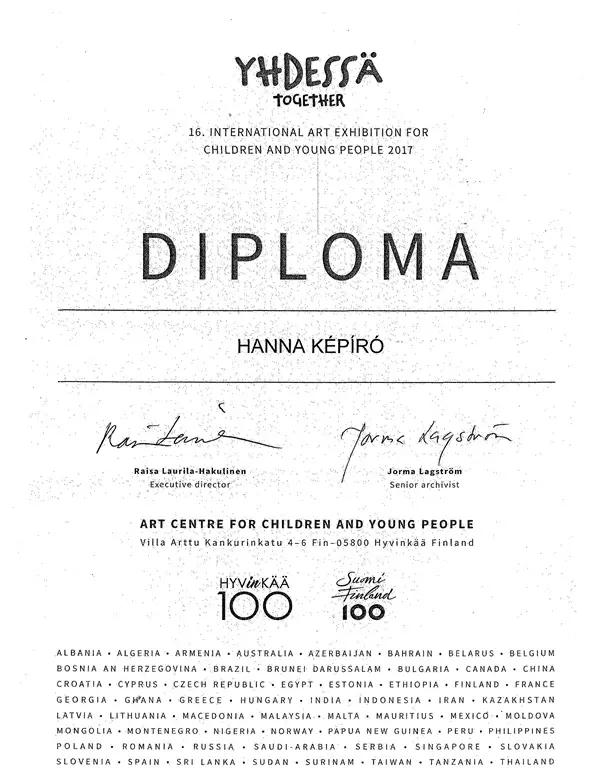 YHDESSÄ
TOGETHER
16. INTERNATIONAL ART EXHIBITION FOR
CHILDREN AND YOUNG PEOPLE 2017
DIPLOMA
HANNA KÉPÍRÓ
Jorma Lagström
Raisa Laurila-Hakulinen
Executive director
Jorma Lagström
Senior archivist
ART CENTRE FOR CHILDREN AND YOUNG PEOPLE
Villa Arttu Kankurinkatu 4–6 Fin–05800 Hyvinkää Finland
HYVinKÄÄ
100
Suomi
Finland
100
ALBANIA • ALGERIA • ARMENIA • AUSTRALIA • AZERBAIJAN • BAHRAIN • BELARUS • BELGIUM
BOSNIA AN HERZEGOVINA • BRAZIL • BRUNEI DARUSSALAM • BULGARIA • CANADA • CHINA
CROATIA • CYPRUS • CZECH REPUBLIC • EGYPT • ESTONIA • ETHIOPIA • FINLAND • FRANCE
GEORGIA • GHANA • GREECE • HUNGARY • INDIA • INDONESIA • IRAN • KAZAKHSTAN
LATVIA • LITHUANIA • MACEDONIA • MALAYSIA • MALTA • MAURITIUS • MEXICO • MOLDOVA
MONGOLIA • MONTENEGRO • NIGERIA • NORWAY • PAPUA NEW GUINEA • PERU • PHILIPPINES
POLAND • ROMANIA • RUSSIA • SAUDI-ARABIA • SERBIA • SINGAPORE • SLOVAKIA
SLOVENIA • SPAIN • SRI LANKA • SUDAN • SURINAM • TAIWAN • TANZANIA • THAILAND